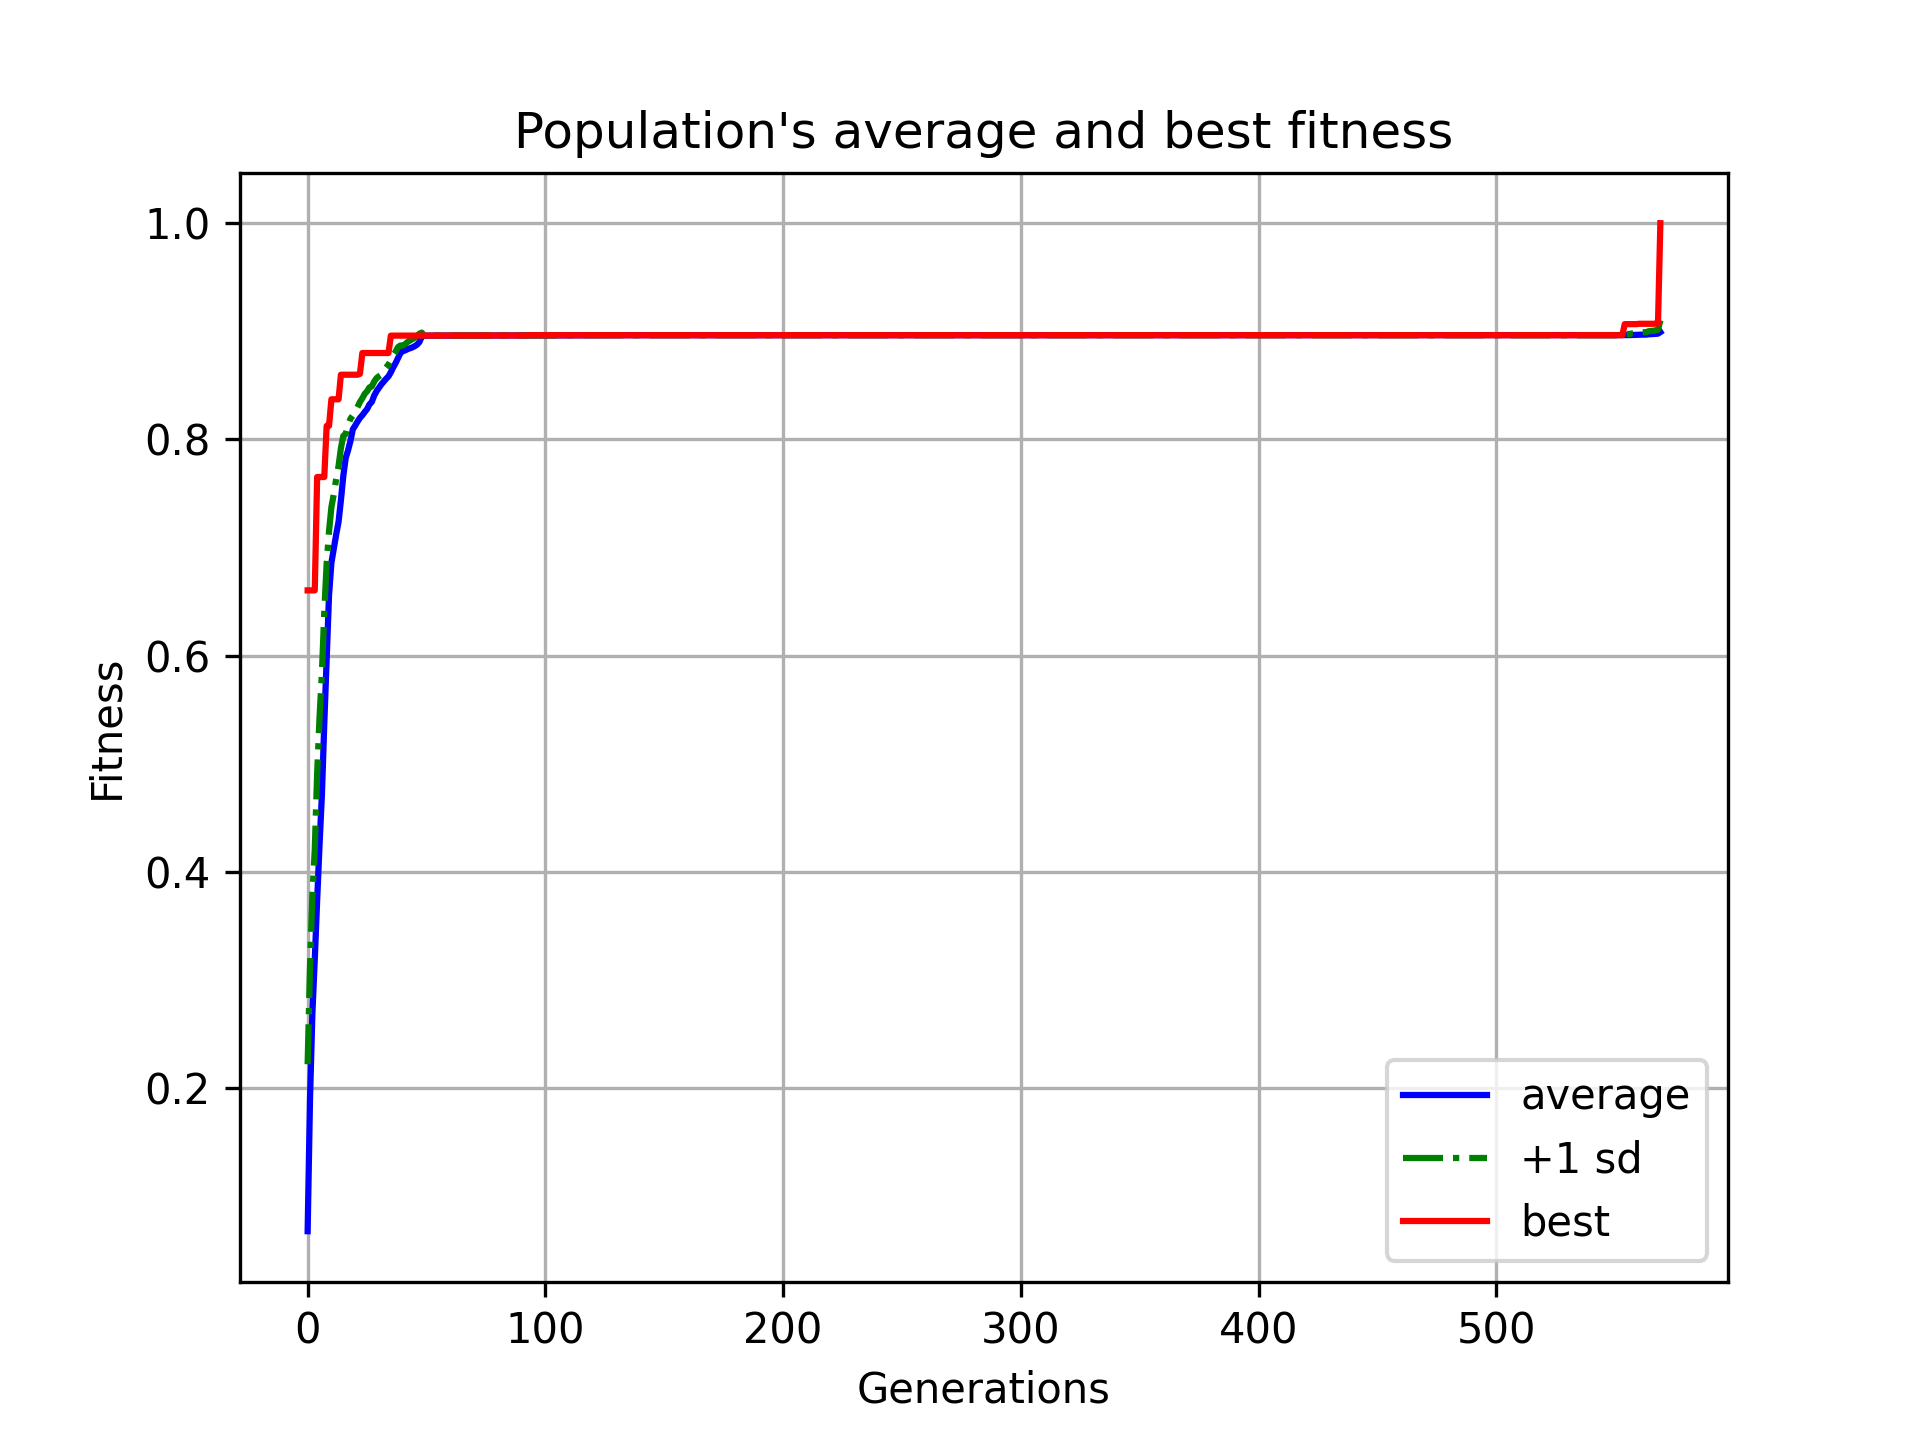 Population's average and best fitness
1.0
0.8
0.6
0.4
0.2
Fitness
0 100 200 300 400 500
Generations
average
+1 sd
best